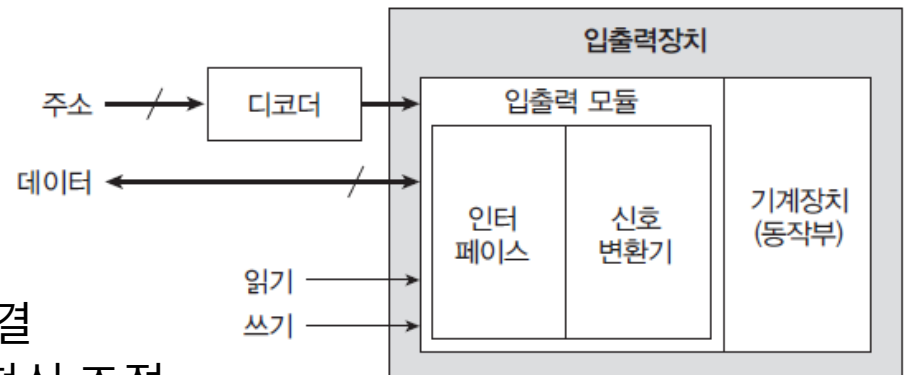 입출력장치
주소
디코더
입출력 모듈
데이터
인터
페이스
신호
변환기
기계장치
(동작부)
읽기
쓰기
결